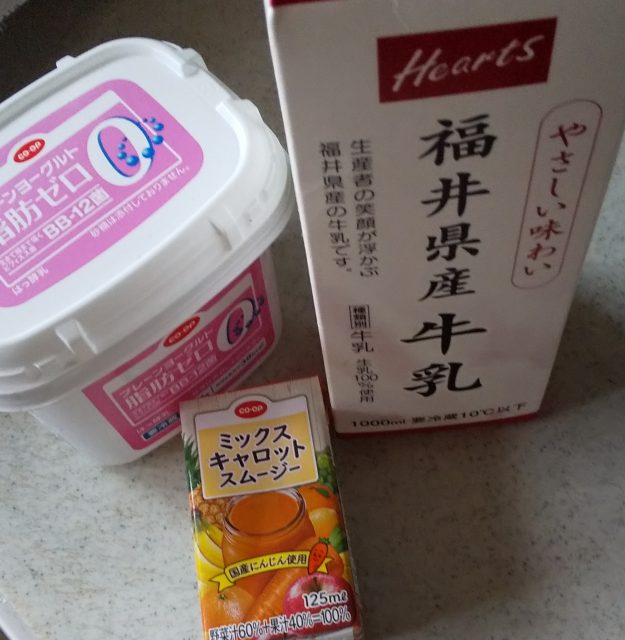 Hearts
やさしい味わい
福井県産牛乳
生産者の笑顔が浮かぶ
福井県産の牛乳です。
種類別 牛乳 生乳100%使用
1000ml 要冷蔵10℃以下
CO・OP
プレーンヨーグルト
脂肪ゼロ
BB-12菌
砂糖は添付しておりません。
はっ酵乳
CO・OP
プレーンヨーグルト
脂肪ゼロ
BB-12菌
CO・OP
ミックス
キャロット
スムージー
国産にんじん使用
125ml
野菜汁60%+果汁40%=100%